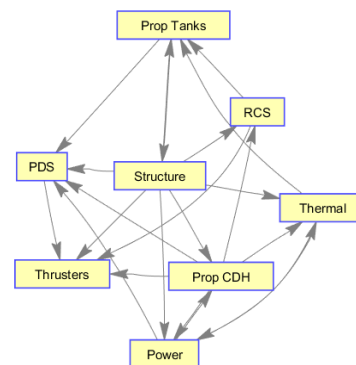 Prop Tanks
RCS
PDS
Structure
Thermal
Thrusters
Prop CDH
Power